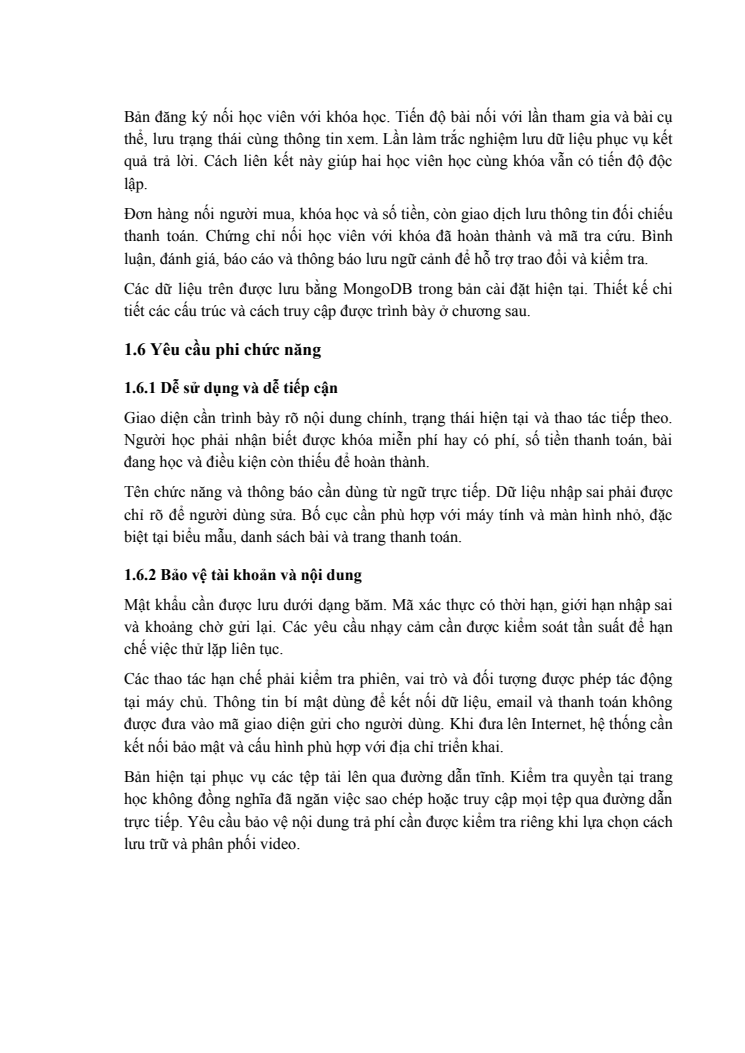 Bản đăng ký nối học viên với khóa học. Tiến độ bài nối với lần tham gia và bài cụ
thể, lưu trạng thái cùng thông tin xem. Lần làm trắc nghiệm lưu dữ liệu phục vụ kết
quả trả lời. Cách liên kết này giúp hai học viên học cùng khóa vẫn có tiến độ độc
lập.
Đơn hàng nối người mua, khóa học và số tiền, còn giao dịch lưu thông tin đối chiếu
thanh toán. Chứng chỉ nối học viên với khóa đã hoàn thành và mã tra cứu. Bình
luận, đánh giá, báo cáo và thông báo lưu ngữ cảnh để hỗ trợ trao đổi và kiểm tra.
Các dữ liệu trên được lưu bằng MongoDB trong bản cài đặt hiện tại. Thiết kế chi
tiết các cấu trúc và cách truy cập được trình bày ở chương sau.
1.6 Yêu cầu phi chức năng
1.6.1 Dễ sử dụng và dễ tiếp cận
Giao diện cần trình bày rõ nội dung chính, trạng thái hiện tại và thao tác tiếp theo.
Người học phải nhận biết được khóa miễn phí hay có phí, số tiền thanh toán, bài
đang học và điều kiện còn thiếu để hoàn thành.
Tên chức năng và thông báo cần dùng từ ngữ trực tiếp. Dữ liệu nhập sai phải được
chỉ rõ để người dùng sửa. Bố cục cần phù hợp với máy tính và màn hình nhỏ, đặc
biệt tại biểu mẫu, danh sách bài và trang thanh toán.
1.6.2 Bảo vệ tài khoản và nội dung
Mật khẩu cần được lưu dưới dạng băm. Mã xác thực có thời hạn, giới hạn nhập sai
và khoảng chờ gửi lại. Các yêu cầu nhạy cảm cần được kiểm soát tần suất để hạn
chế việc thử lặp liên tục.
Các thao tác hạn chế phải kiểm tra phiên, vai trò và đối tượng được phép tác động
tại máy chủ. Thông tin bí mật dùng để kết nối dữ liệu, email và thanh toán không
được đưa vào mã giao diện gửi cho người dùng. Khi đưa lên Internet, hệ thống cần
kết nối bảo mật và cấu hình phù hợp với địa chỉ triển khai.
Bản hiện tại phục vụ các tệp tải lên qua đường dẫn tĩnh. Kiểm tra quyền tại trang
học không đồng nghĩa đã ngăn việc sao chép hoặc truy cập mọi tệp qua đường dẫn
trực tiếp. Yêu cầu bảo vệ nội dung trả phí cần được kiểm tra riêng khi lựa chọn cách
lưu trữ và phân phối video.